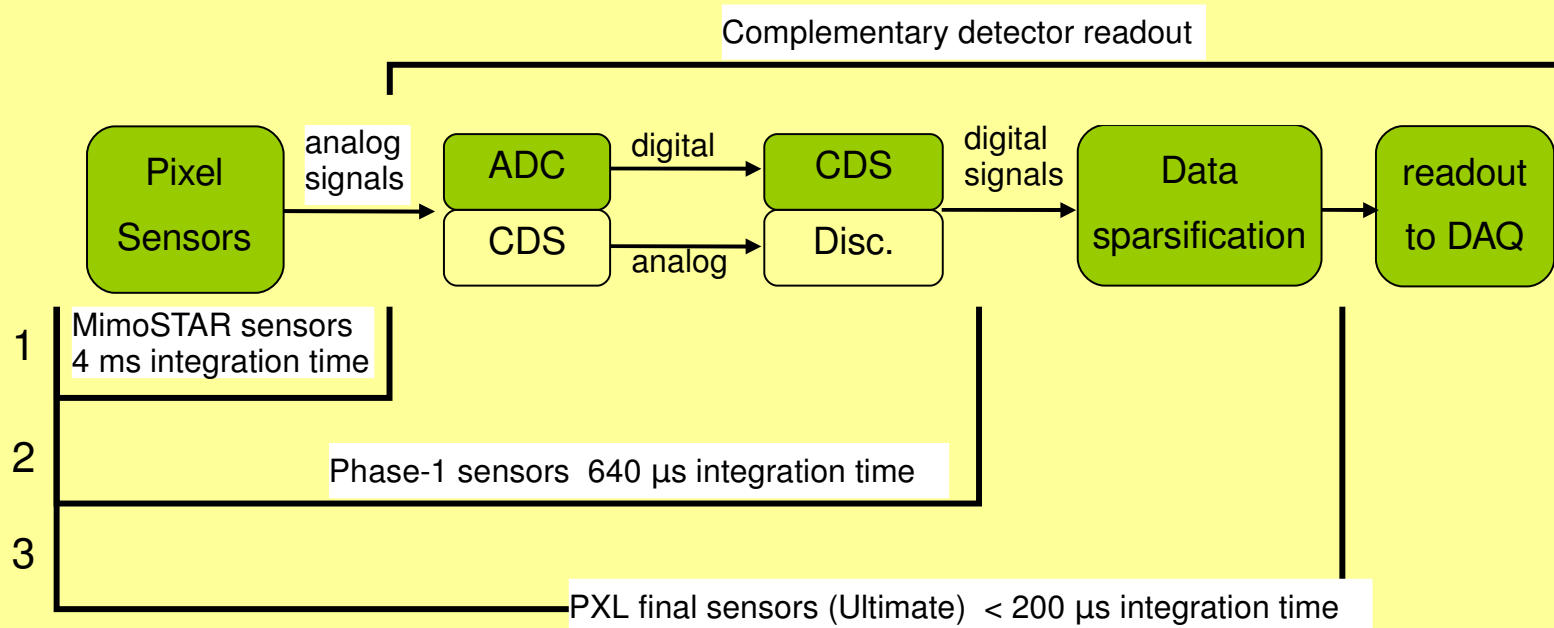 Complementary detector readout
Pixel
Sensors
analog
signals
ADC
CDS
digital
analog
CDS
Disc.
digital
signals
Data
sparsification
readout
to DAQ
1
MimoSTAR sensors
4 ms integration time
2
Phase-1 sensors 640 µs integration time
3
PXL final sensors (Ultimate) < 200 µs integration time